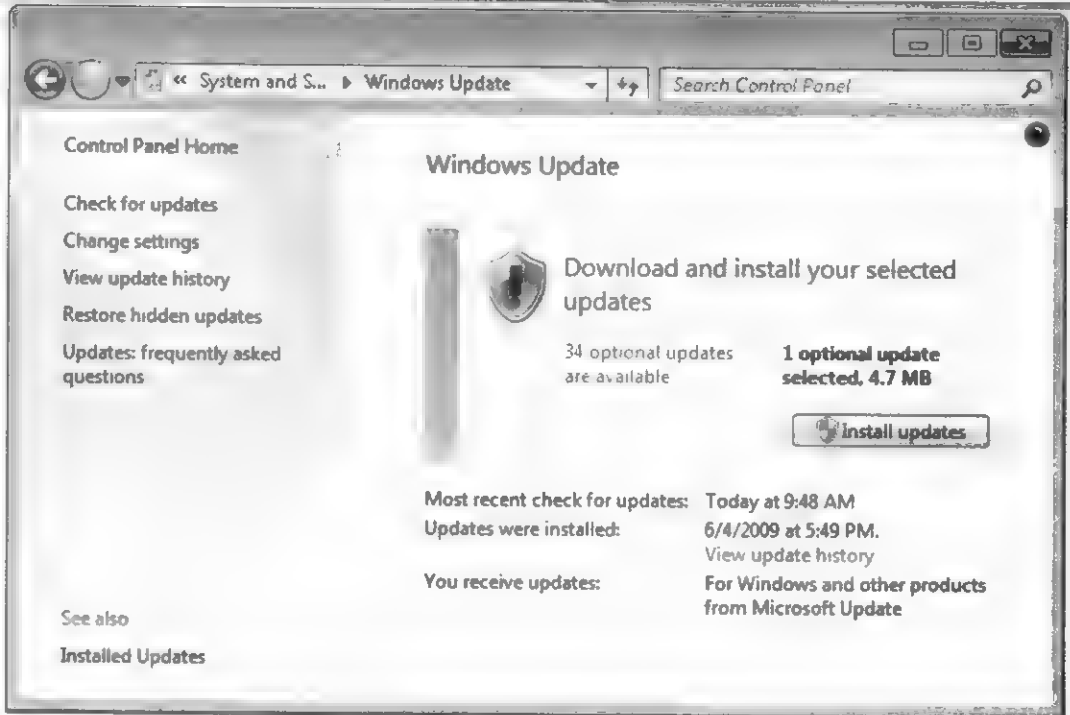 « System and S... ▶ Windows Update
Search Control Panel
Control Panel Home
Check for updates
Change settings
View update history
Restore hidden updates
Updates: frequently asked
questions
See also
Installed Updates
Windows Update
Download and install your selected
updates
34 optional updates
are available
1 optional update
selected, 4.7 MB
Install updates
Most recent check for updates: Today at 9:48 AM
Updates were installed: 6/4/2009 at 5:49 PM.
View update history
You receive updates: For Windows and other products
from Microsoft Update